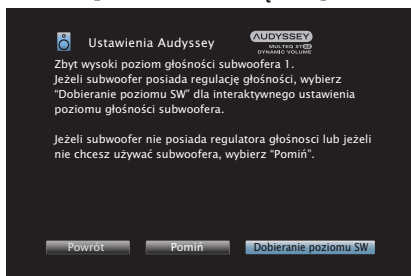 Ustawienia Audyssey
AUDYSSEY
MULTEQ XT32
DYNAMIC VOLUME
Zbyt wysoki poziom głośności subwoofera 1.
Jeżeli subwoofer posiada regulację głośności, wybierz
“Dobieranie poziomu SW” dla interaktywnego ustawienia
poziomu głośności subwoofera.
Jeżeli subwoofer nie posiada regulatora głośnosci lub jeżeli
nie chcesz używać subwoofera, wybierz “Pomiń”.
Powrót
Pomiń
Dobieranie poziomu SW